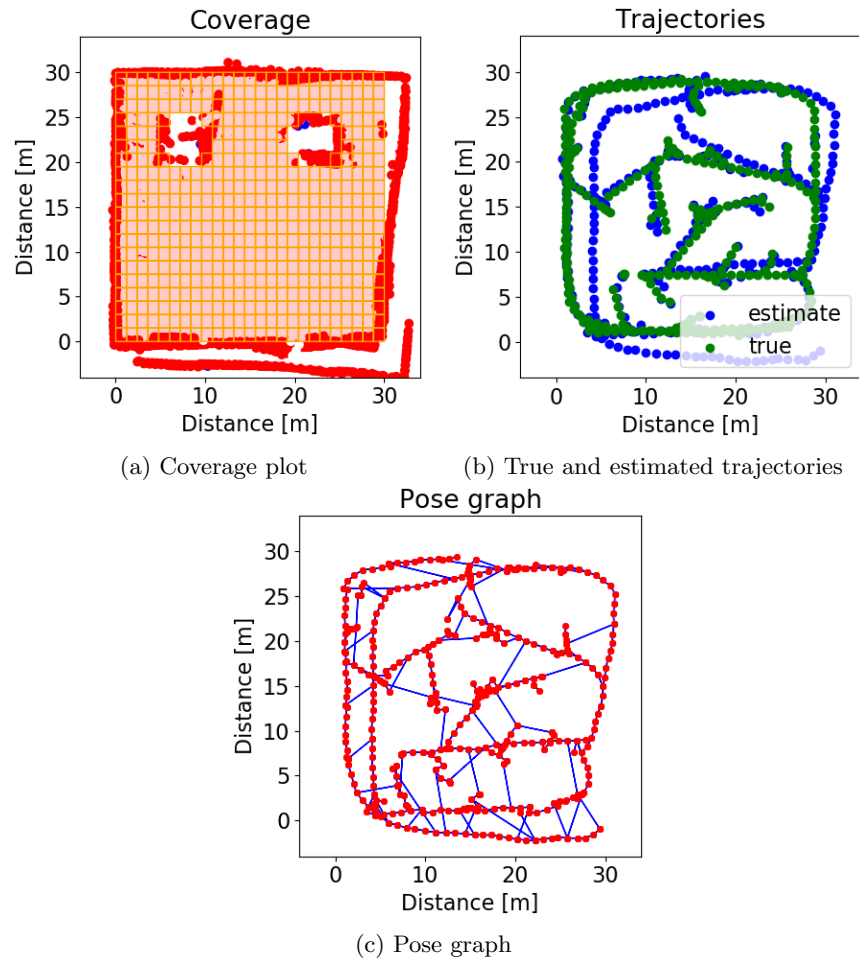 Coverage
Distance [m]
30
25
20
15
10
5
0
0 10 20 30
Distance [m]
(a) Coverage plot
Trajectories
Distance [m]
30
25
20
15
10
5
0
estimate
true
0 10 20 30
Distance [m]
(b) True and estimated trajectories
Pose graph
Distance [m]
30
25
20
15
10
5
0
0 10 20 30
Distance [m]
(c) Pose graph